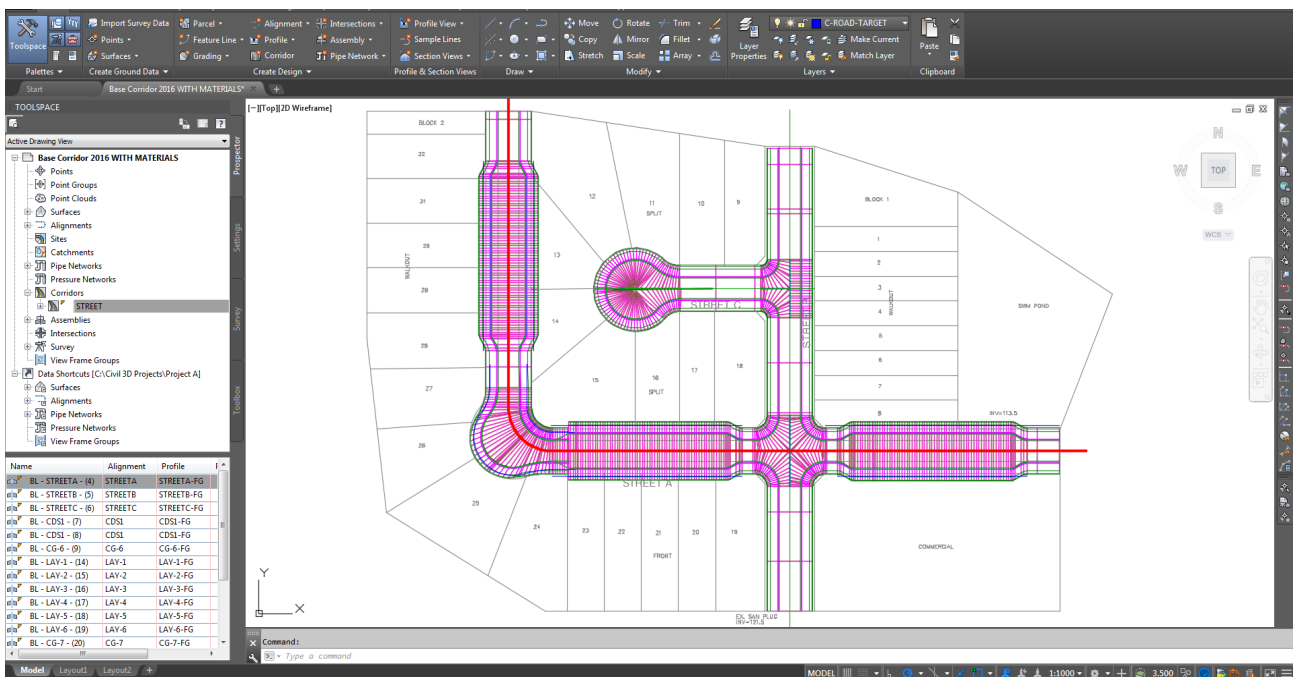 Import Survey Data Parcel Alignment Intersections Profile View Move Rotate Trim C-ROAD-TARGET
Toolspace Points Feature Line Profile Assembly Sample Lines Copy Mirror Fillet Layer Properties Make Current Paste
Surfaces Grading Corridor Pipe Network Section Views Stretch Scale Array Match Layer
Palettes Create Ground Data Create Design Profile & Section Views Draw Modify Layers Clipboard
Start Base Corridor 2016 WITH MATERIALS*
TOOLSPACE
Active Drawing View
Base Corridor 2016 WITH MATERIALS
Points
Point Groups
Point Clouds
Surfaces
Alignments
Sites
Catchments
Pipe Networks
Pressure Networks
Corridors
STREET
Assemblies
Intersections
Survey
View Frame Groups
Data Shortcuts [C:\Civil 3D Projects\Project A]
Surfaces
Alignments
Pipe Networks
Pressure Networks
View Frame Groups
Prospector
Settings
Survey
Toolbox
Name Alignment Profile
BL - STREETA - (4) STREETA STREETA-FG
BL - STREETB - (5) STREETB STREETB-FG
BL - STREETC - (6) STREETC STREETC-FG
BL - CDS1 - (7) CDS1 CDS1-FG
BL - CDS1 - (8) CDS1 CDS1-FG
BL - CG-6 - (9) CG-6 CG-6-FG
BL - LAY-1 - (14) LAY-1 LAY-1-FG
BL - LAY-2 - (15) LAY-2 LAY-2-FG
BL - LAY-3 - (16) LAY-3 LAY-3-FG
BL - LAY-4 - (17) LAY-4 LAY-4-FG
BL - LAY-5 - (18) LAY-5 LAY-5-FG
BL - LAY-6 - (19) LAY-6 LAY-6-FG
BL - CG-7 - (20) CG-7 CG-7-FG
[−][Top][2D Wireframe]
BLOCK 2
32
31
29
WALKOUT
29
28
27
26
25
24
23
22
21
FRONT
20
19
12
11
SPLIT
10
9
13
14
15
16
SPLIT
17
18
STREET C
STREET A
BLOCK 1
1
2
3
WALKOUT
4
5
6
7
8
INV=113.5
SWM POND
COMMERCIAL
EX. SAN PLUG
INV=121.5
N
W TOP E
S
WCS
Y
X
Command:
Type a command
Model Layout1 Layout2 +
MODEL 1:1000 3.500